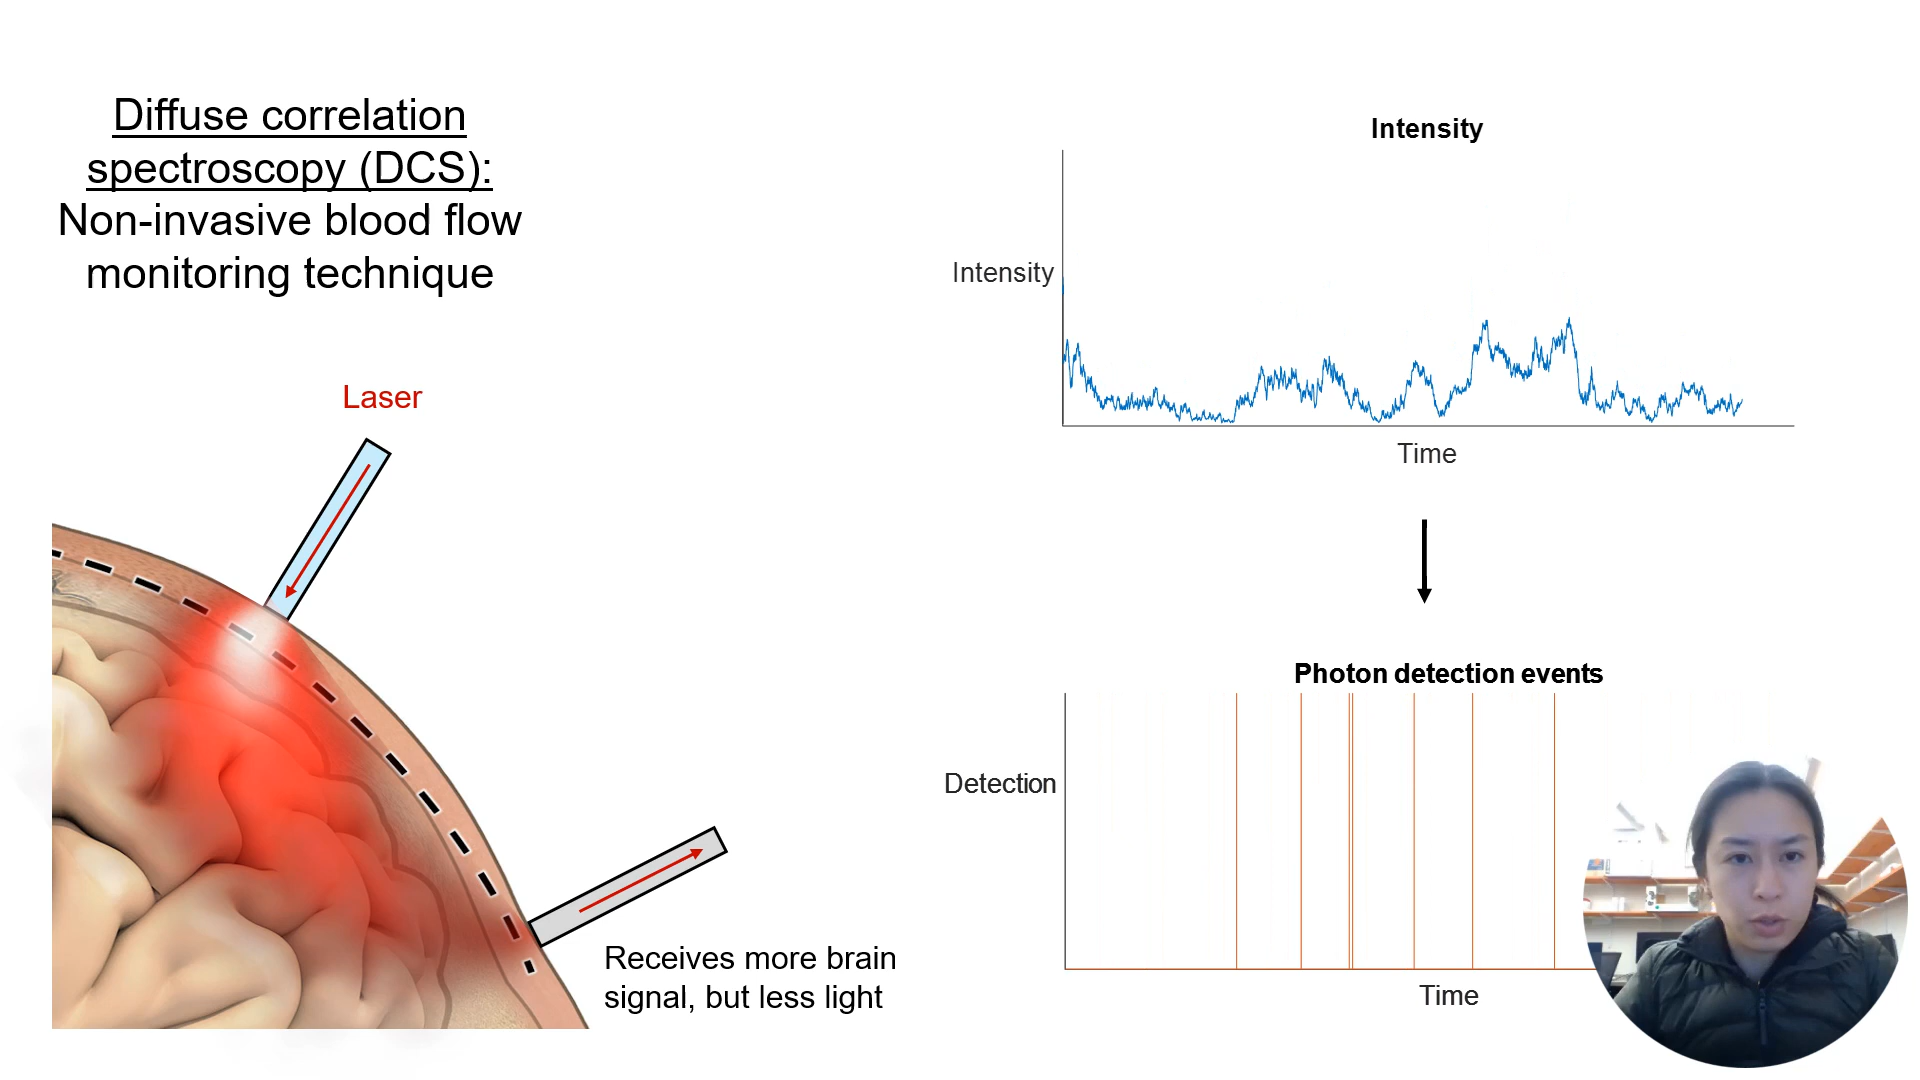 Diffuse correlation
spectroscopy (DCS):
Non-invasive blood flow
monitoring technique
Laser
Receives more brain
signal, but less light
Intensity
Intensity
Time
Photon detection events
Detection
Time